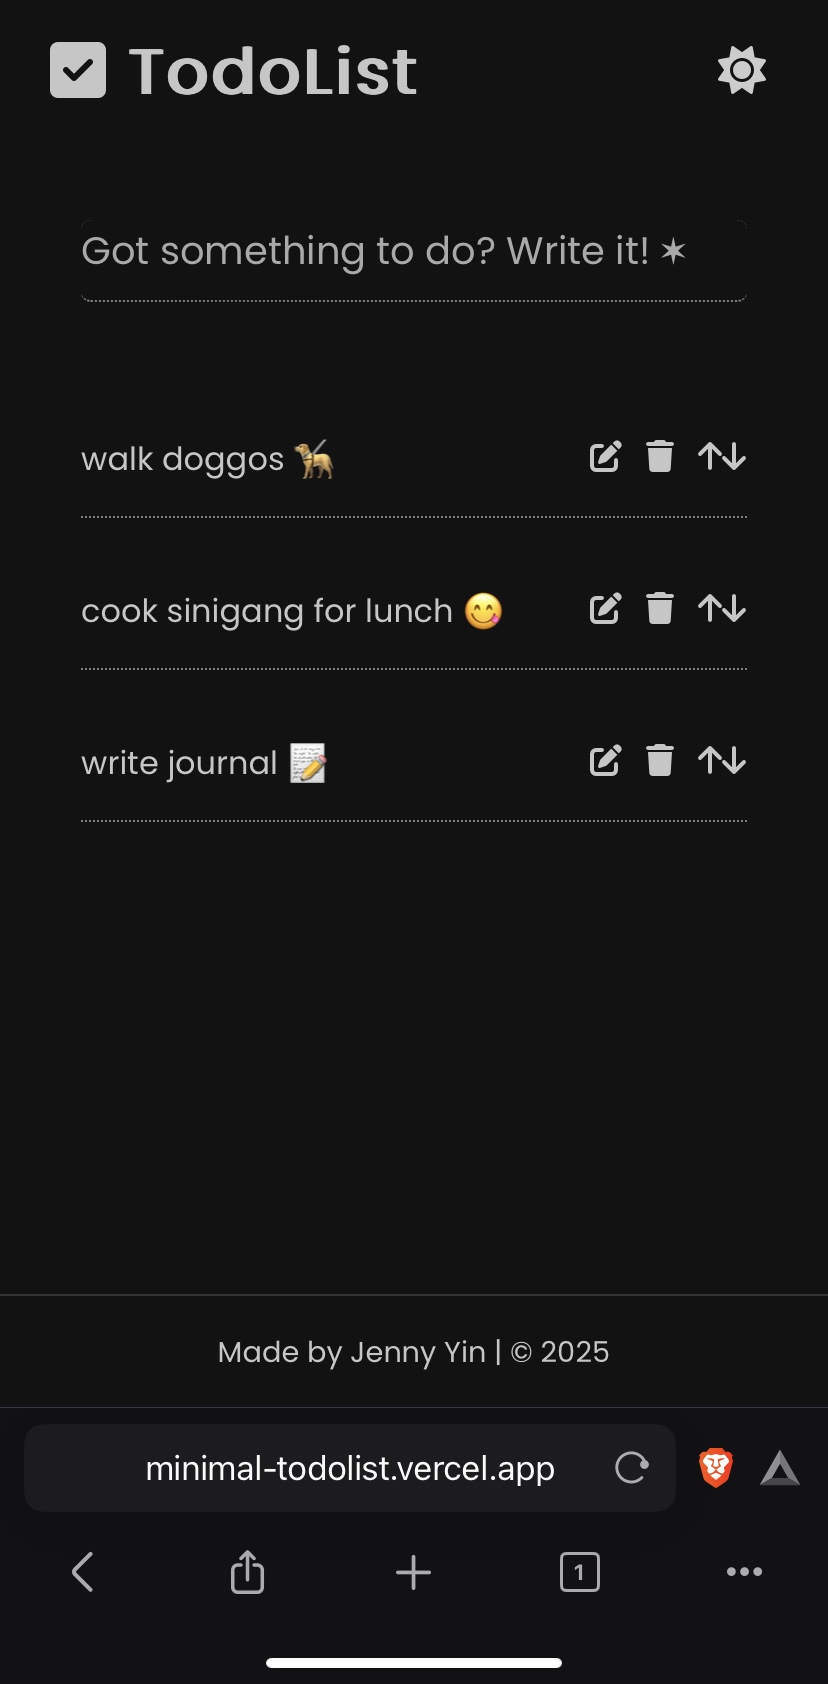 TodoList
Got something to do? Write it! ✶
walk doggos 🦮
cook sinigang for lunch 😋
write journal 📝
Made by Jenny Yin | © 2025
minimal-todolist.vercel.app
1